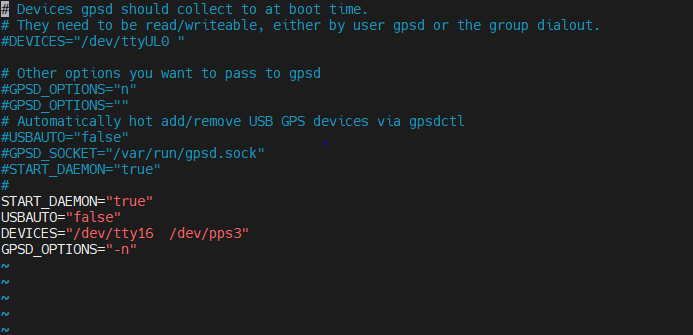 # Devices gpsd should collect to at boot time.
# They need to be read/writeable, either by user gpsd or the group dialout.
#DEVICES="/dev/ttyUL0 "

# Other options you want to pass to gpsd
#GPSD_OPTIONS="n"
#GPSD_OPTIONS=""
# Automatically hot add/remove USB GPS devices via gpsdctl
#USBAUTO="false"
#GPSD_SOCKET="/var/run/gpsd.sock"
#START_DAEMON="true"
#
START_DAEMON="true"
USBAUTO="false"
DEVICES="/dev/tty16  /dev/pps3"
GPSD_OPTIONS="-n"
~
~
~
~
~